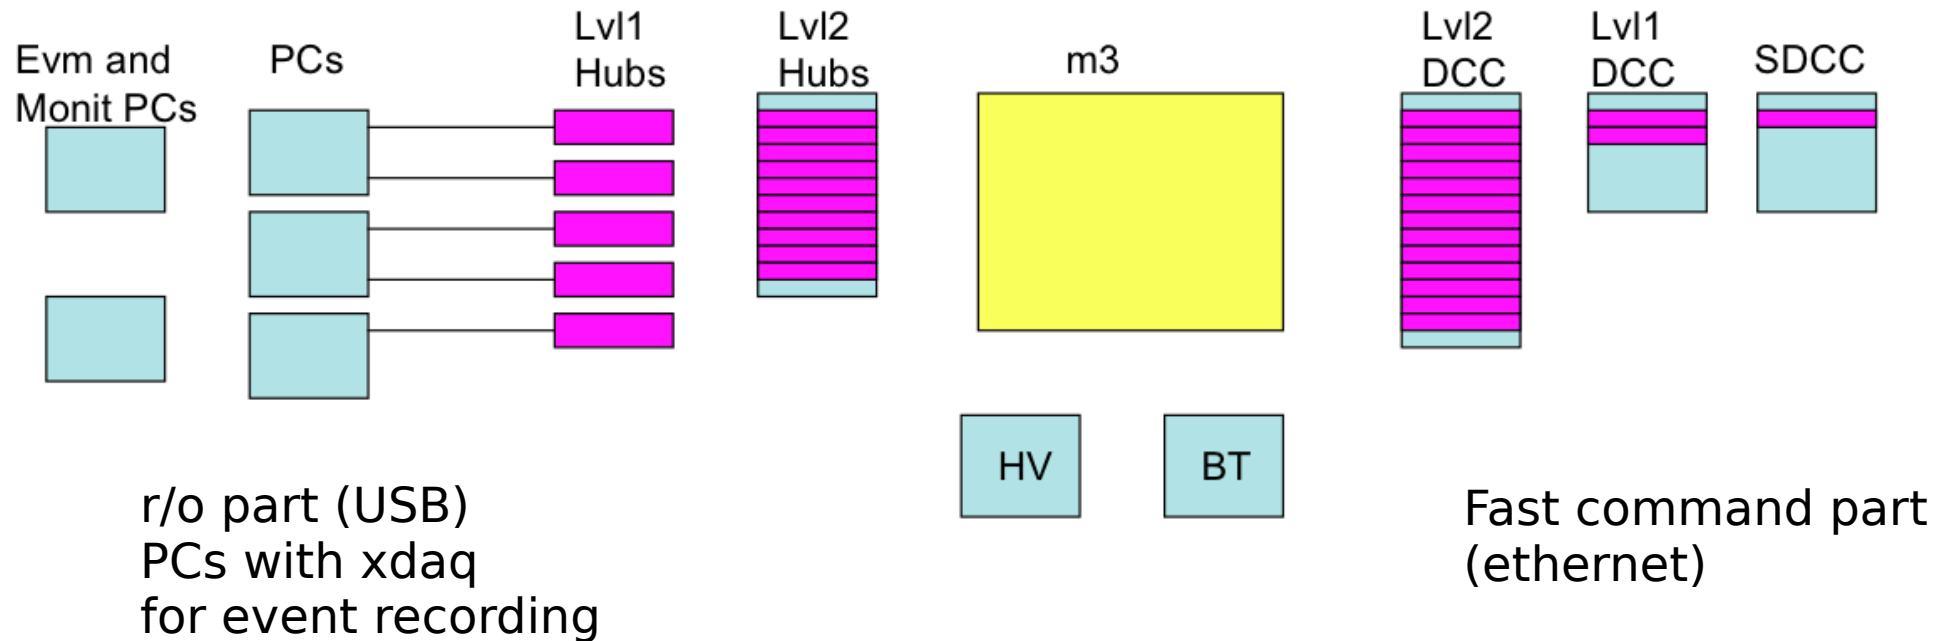 Evm and
Monit PCs
PCs
Lvl1
Hubs
Lvl2
Hubs
m3
Lvl2
DCC
Lvl1
DCC
SDCC
HV
BT
r/o part (USB)
PCs with xdaq
for event recording
Fast command part
(ethernet)